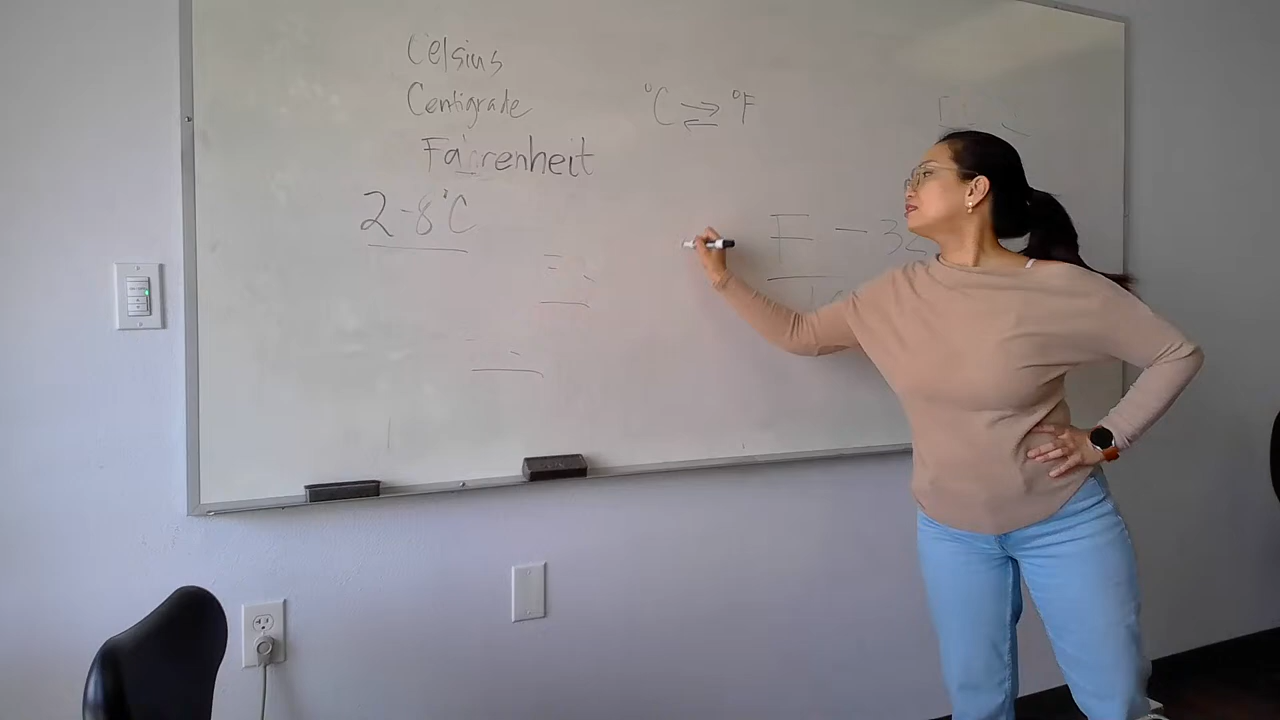 Celsius
Centigrade
°C ⇄ °F
Fahrenheit
2-8°C
F - 32